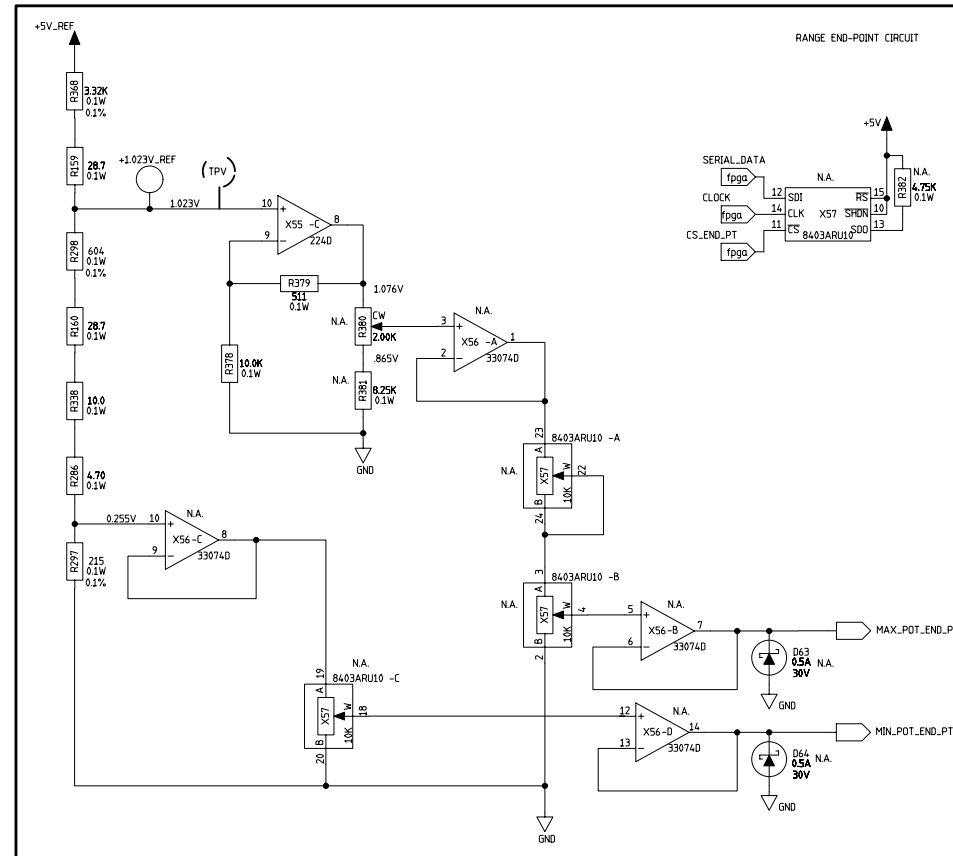 +5V_REF
RANGE END-POINT CIRCUIT
R368
3.32K
0.1W
0.1%
R159
28.7
0.1W
+1.023V_REF
(TPV)
1.023V
R298
604
0.1W
0.1%
R160
28.7
0.1W
R338
10.0
0.1W
R286
4.70
0.1W
0.255V
R297
215
0.1W
0.1%
10
+
9
-
8
X55 -C
224D
R379
511
0.1W
R378
10.0K
0.1W
1.076V
N.A.
R380
CW
2.00K
.865V
N.A.
R381
8.25K
0.1W
GND
N.A.
3
+
2
-
1
X56 -A
33074D
+5V
SERIAL_DATA
fpga
CLOCK
fpga
CS_END_PT
fpga
N.A.
12
SDI
14
CLK
11
CS
X57
RS
15
SHDN
10
SDO
13
8403ARU10
R382
N.A.
4.75K
0.1W
23
8403ARU10 -A
N.A.
A
X57
W
22
B
10K
24
3
8403ARU10 -B
N.A.
A
X57
W
4
B
10K
2
N.A.
10
+
9
-
8
X56-C
33074D
N.A.
8403ARU10 -C
19
A
X57
W
18
B
10K
20
N.A.
5
+
6
-
7
X56-B
33074D
MAX_POT_END_P
D63
0.5A
N.A.
30V
GND
N.A.
12
+
13
-
14
X56-D
33074D
MIN_POT_END_PT
D64
0.5A
N.A.
30V
GND
GND